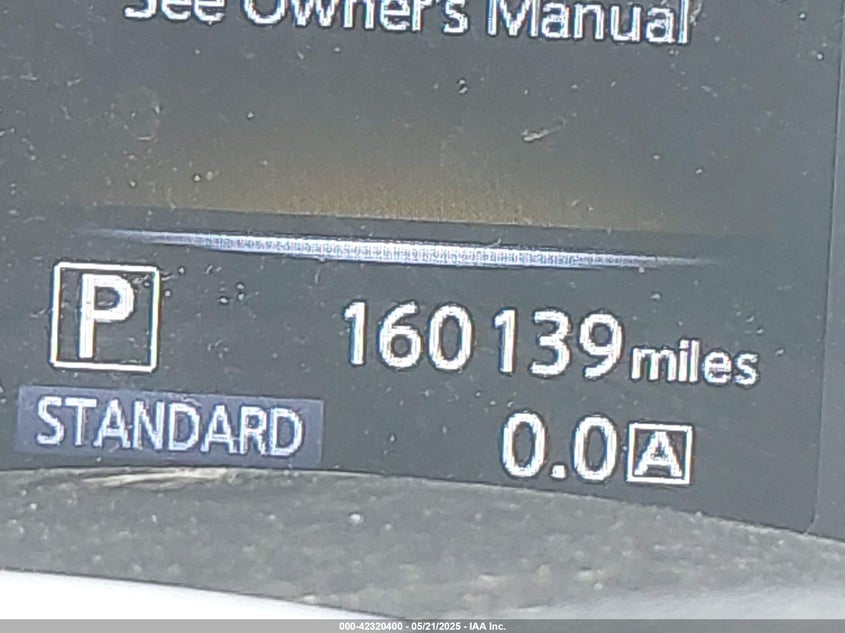 See Owner's Manual
P
160139 miles
STANDARD
0.0 A
000-42320400 - 05/21/2025 - IAA Inc.